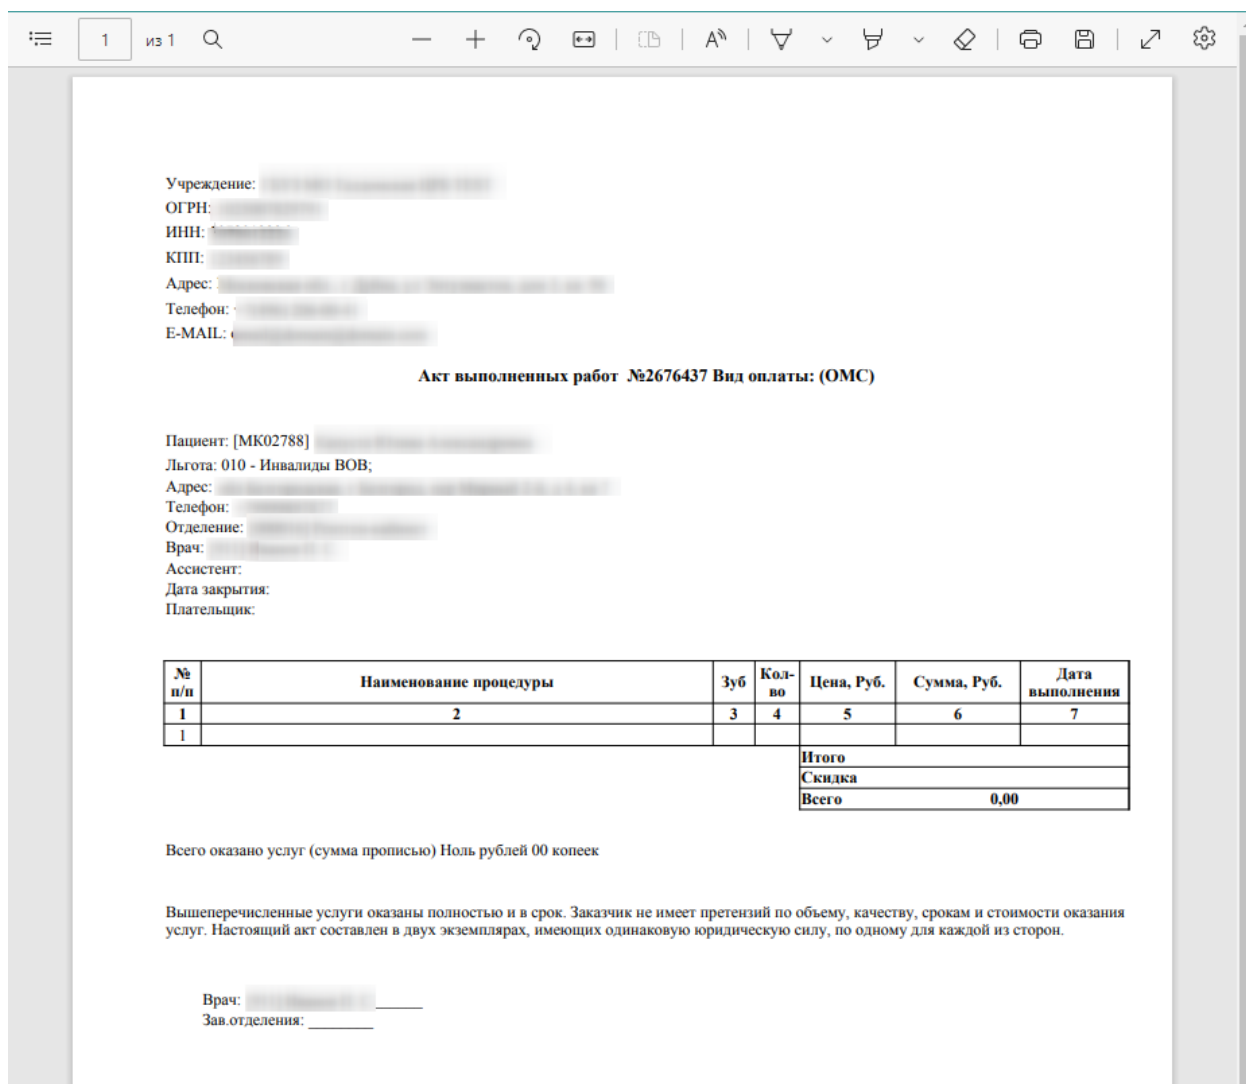 1 из 1
Учреждение:
ОГРН:
ИНН:
КПП:
Адрес:
Телефон:
E-MAIL:
Акт выполненных работ №2676437 Вид оплаты: (ОМС)
Пациент: [МК02788]
Льгота: 010 - Инвалиды ВОВ;
Адрес:
Телефон:
Отделение:
Врач:
Ассистент:
Дата закрытия:
Плательщик:
№ п/п Наименование процедуры Зуб Кол-во Цена, Руб. Сумма, Руб. Дата выполнения
1 2 3 4 5 6 7
1
Итого
Скидка
Всего 0,00
Всего оказано услуг (сумма прописью) Ноль рублей 00 копеек
Вышеперечисленные услуги оказаны полностью и в срок. Заказчик не имеет претензий по объему, качеству, срокам и стоимости оказания
услуг. Настоящий акт составлен в двух экземплярах, имеющих одинаковую юридическую силу, по одному для каждой из сторон.
Врач: ______
Зав.отделения: ________